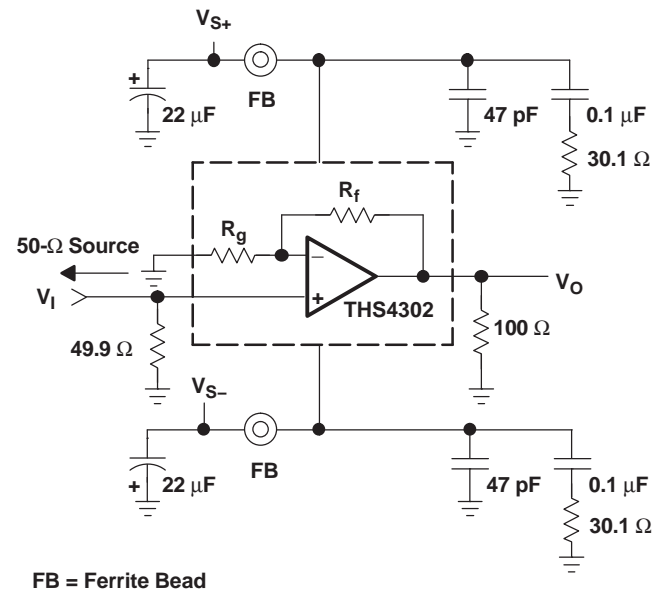 V_S+
FB
+
22 μF
47 pF
0.1 μF
30.1 Ω
R_f
R_g
50-Ω Source
−
V_I
+
THS4302
V_O
49.9 Ω
100 Ω
V_S−
FB
+
22 μF
47 pF
0.1 μF
30.1 Ω
FB = Ferrite Bead